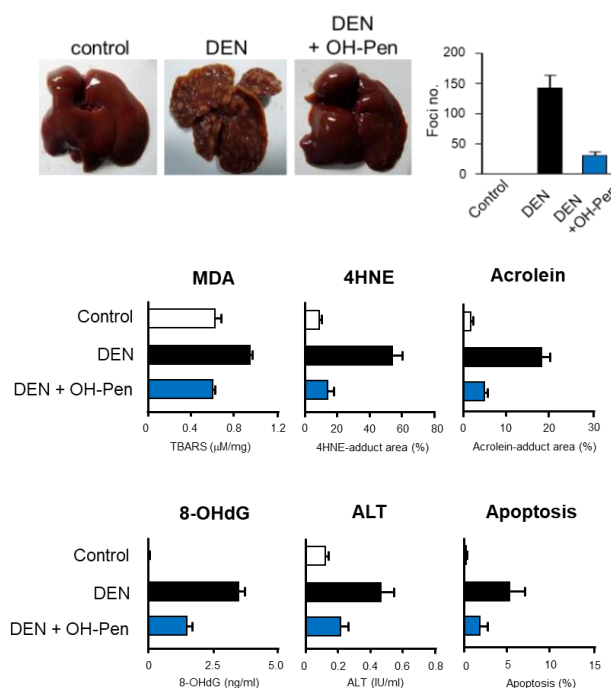 control
DEN
DEN
+ OH-Pen
Foci no.
200
150
100
50
0
Control
DEN
DEN
+OH-Pen
MDA
4HNE
Acrolein
Control
DEN
DEN + OH-Pen
0 0.4 0.8 1.2
0 20 40 60 80
0 10 20 30
TBARS (μM/mg)
4HNE-adduct area (%)
Acrolein-adduct area (%)
8-OHdG
ALT
Apoptosis
Control
DEN
DEN + OH-Pen
0 2.5 5.0
0 0.2 0.4 0.6 0.8
0 5 10 15
8-OHdG (ng/ml)
ALT (IU/ml)
Apoptosis (%)